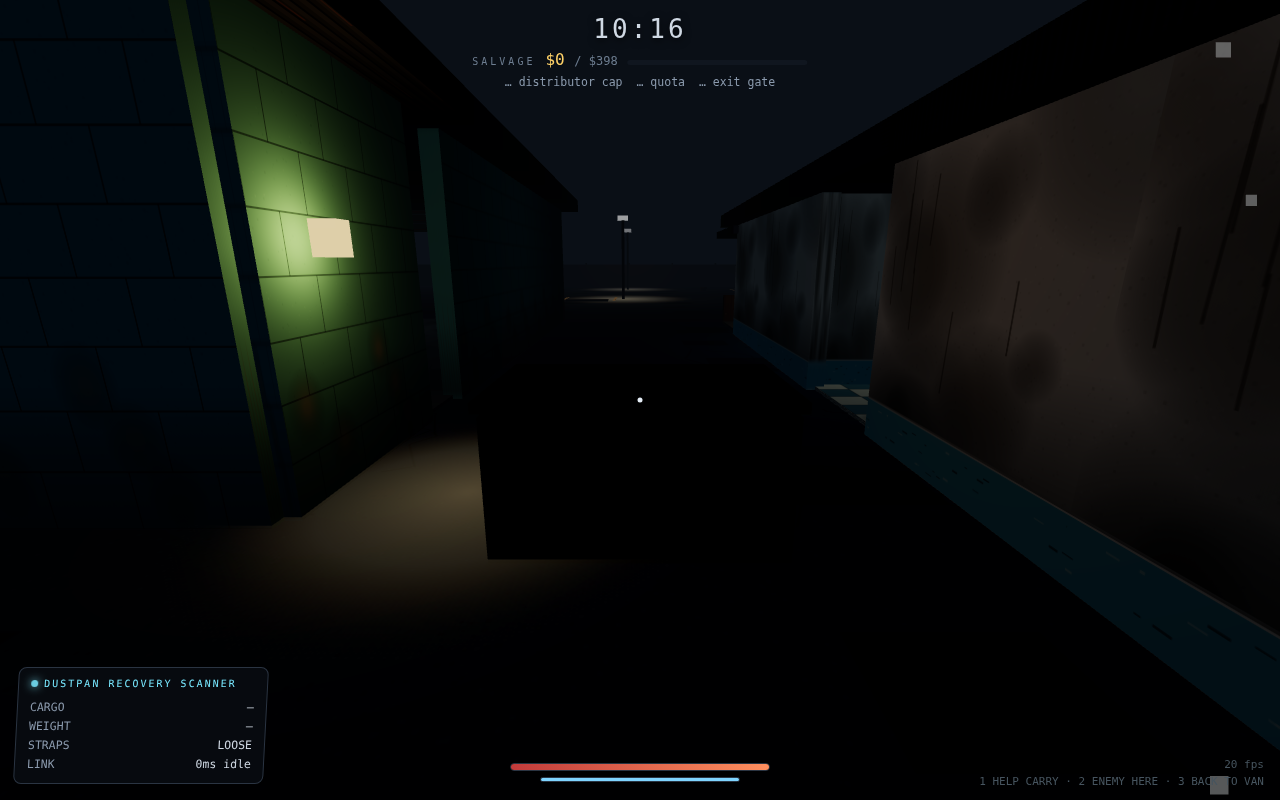 10:16
SALVAGE $0 / $398
… distributor cap … quota … exit gate
DUSTPAN RECOVERY SCANNER
CARGO —
WEIGHT —
STRAPS LOOSE
LINK 0ms idle
20 fps
1 HELP CARRY · 2 ENEMY HERE · 3 BACK TO VAN